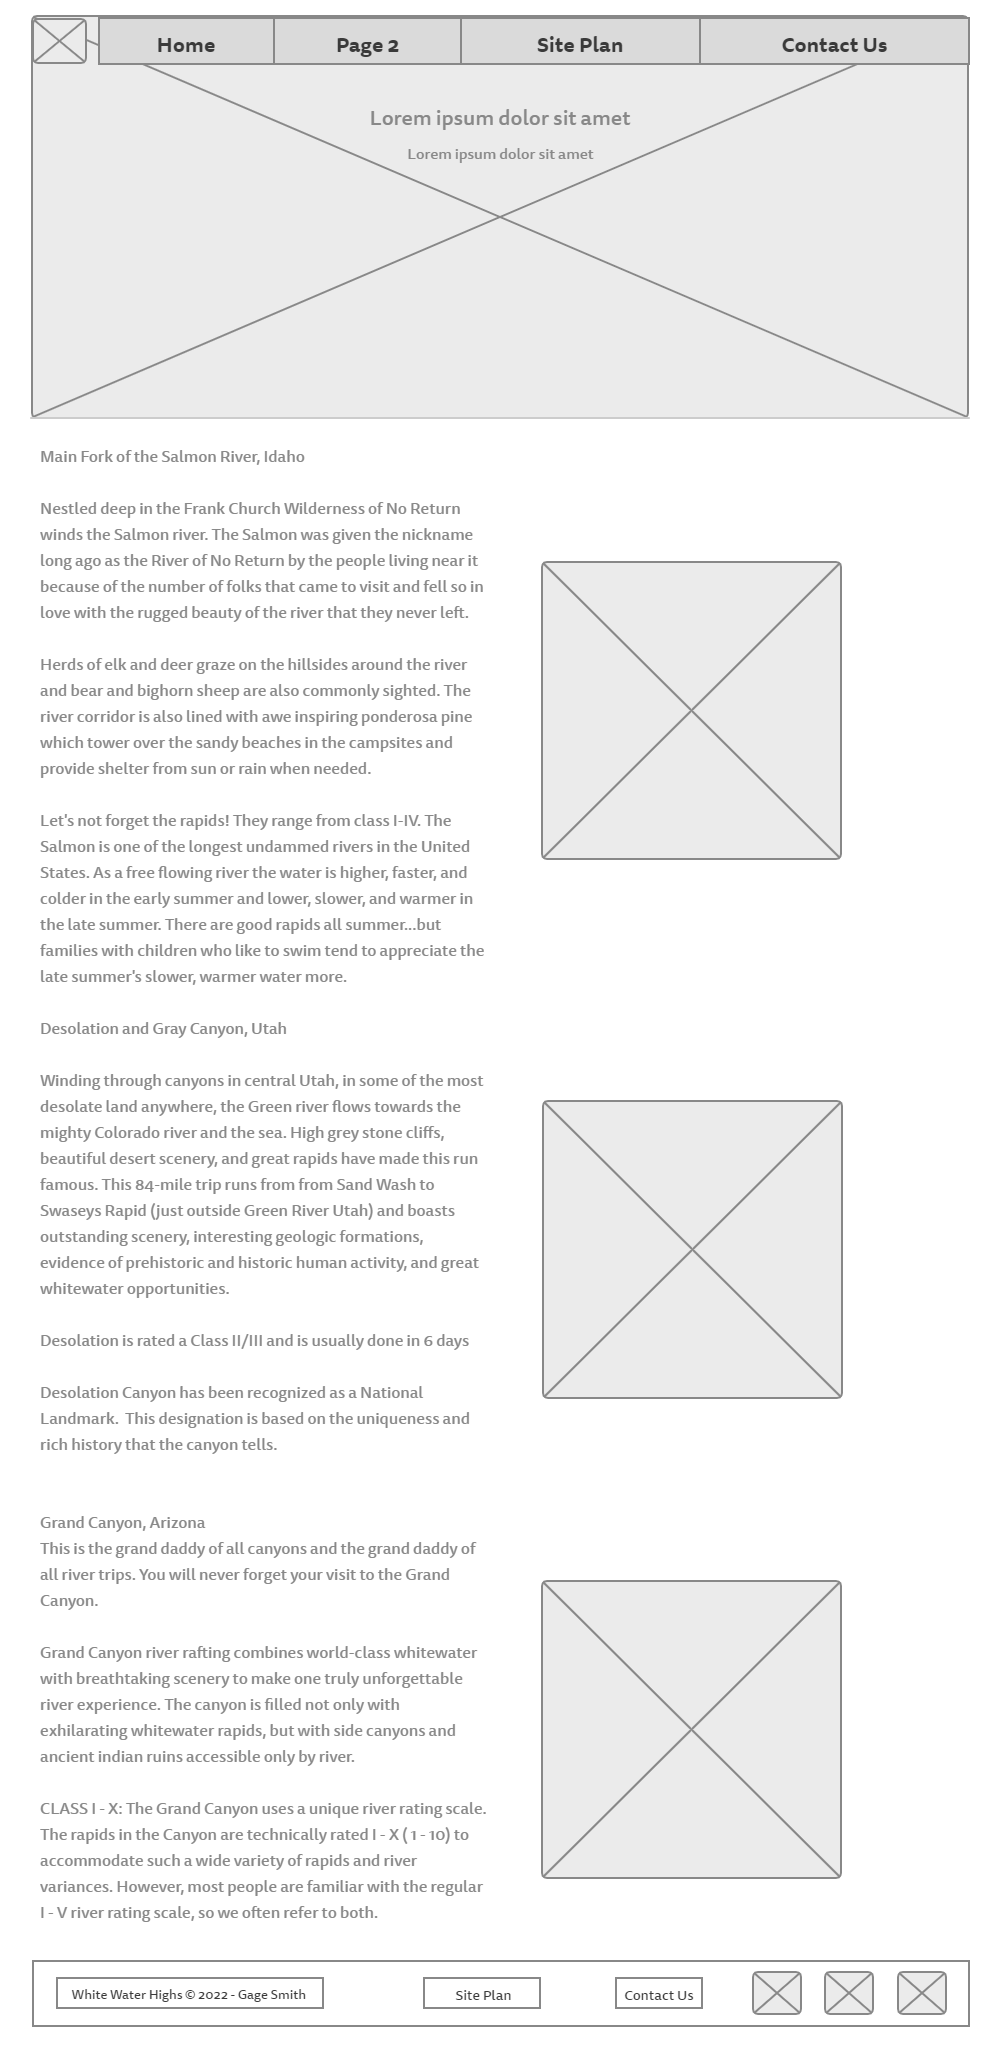 Home
Page 2
Site Plan
Contact Us
Lorem ipsum dolor sit amet
Lorem ipsum dolor sit amet
Main Fork of the Salmon River, Idaho
Nestled deep in the Frank Church Wilderness of No Return
winds the Salmon river. The Salmon was given the nickname
long ago as the River of No Return by the people living near it
because of the number of folks that came to visit and fell so in
love with the rugged beauty of the river that they never left.
Herds of elk and deer graze on the hillsides around the river
and bear and bighorn sheep are also commonly sighted. The
river corridor is also lined with awe inspiring ponderosa pine
which tower over the sandy beaches in the campsites and
provide shelter from sun or rain when needed.
Let's not forget the rapids! They range from class I-IV. The
Salmon is one of the longest undammed rivers in the United
States. As a free flowing river the water is higher, faster, and
colder in the early summer and lower, slower, and warmer in
the late summer. There are good rapids all summer...but
families with children who like to swim tend to appreciate the
late summer's slower, warmer water more.
Desolation and Gray Canyon, Utah
Winding through canyons in central Utah, in some of the most
desolate land anywhere, the Green river flows towards the
mighty Colorado river and the sea. High grey stone cliffs,
beautiful desert scenery, and great rapids have made this run
famous. This 84-mile trip runs from from Sand Wash to
Swaseys Rapid (just outside Green River Utah) and boasts
outstanding scenery, interesting geologic formations,
evidence of prehistoric and historic human activity, and great
whitewater opportunities.
Desolation is rated a Class II/III and is usually done in 6 days
Desolation Canyon has been recognized as a National
Landmark.  This designation is based on the uniqueness and
rich history that the canyon tells.
Grand Canyon, Arizona
This is the grand daddy of all canyons and the grand daddy of
all river trips. You will never forget your visit to the Grand
Canyon.
Grand Canyon river rafting combines world-class whitewater
with breathtaking scenery to make one truly unforgettable
river experience. The canyon is filled not only with
exhilarating whitewater rapids, but with side canyons and
ancient indian ruins accessible only by river.
CLASS I - X: The Grand Canyon uses a unique river rating scale.
The rapids in the Canyon are technically rated I - X ( 1 - 10) to
accommodate such a wide variety of rapids and river
variances. However, most people are familiar with the regular
I - V river rating scale, so we often refer to both.
White Water Highs © 2022 - Gage Smith
Site Plan
Contact Us